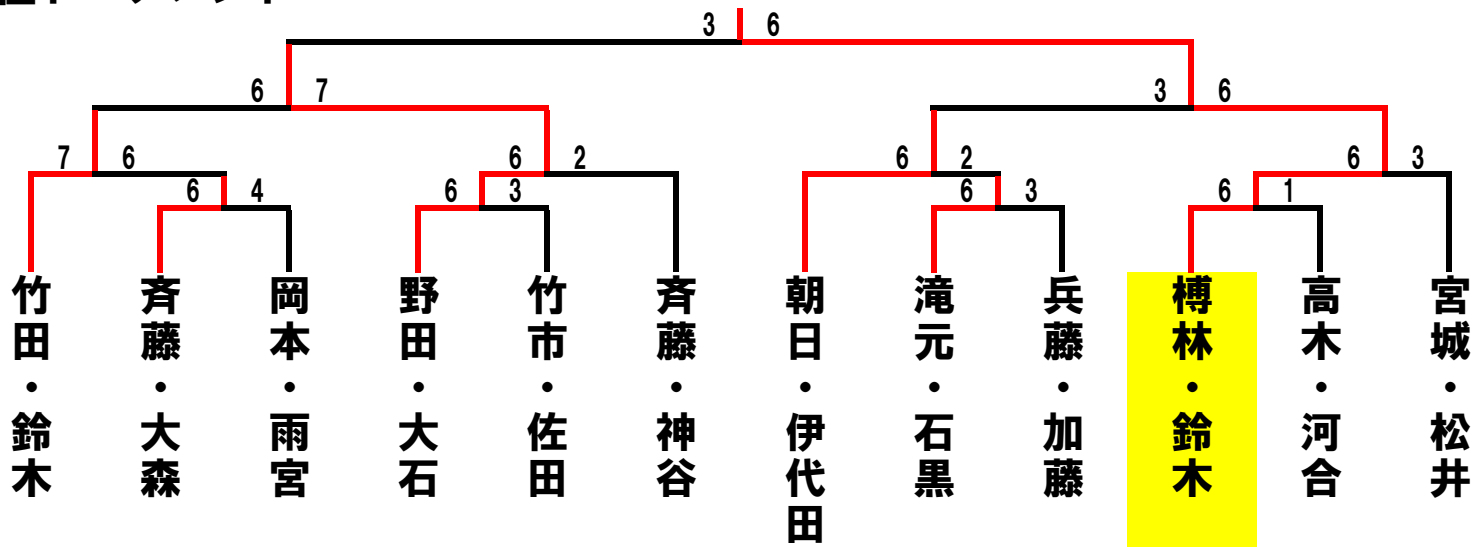 3 6
6 7
3 6
7 6
6 2
6 2
6 3
6 4
6 3
6 3
6 1
竹田・鈴木
斉藤・大森
岡本・雨宮
野田・大石
竹市・佐田
斉藤・神谷
朝日・伊代田
滝元・石黒
兵藤・加藤
榑林・鈴木
高木・河合
宮城・松井